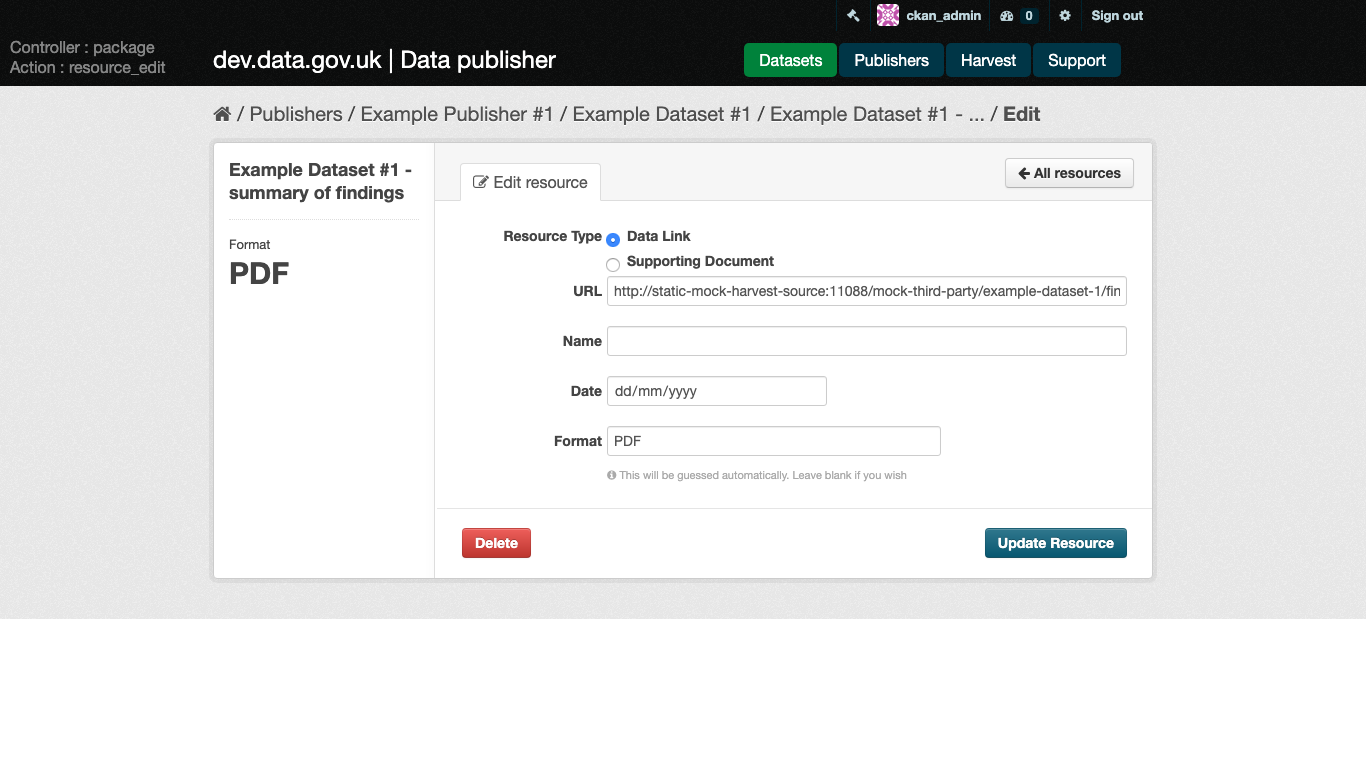 ckan_admin 0 Sign out
Controller : package
Action : resource_edit
dev.data.gov.uk | Data publisher
Datasets Publishers Harvest Support
/ Publishers / Example Publisher #1 / Example Dataset #1 / Example Dataset #1 - ... / Edit
Example Dataset #1 -
summary of findings
Format
PDF
Edit resource
All resources
Resource Type Data Link
Supporting Document
URL http://static-mock-harvest-source:11088/mock-third-party/example-dataset-1/fin
Name
Date dd/mm/yyyy
Format PDF
This will be guessed automatically. Leave blank if you wish
Delete
Update Resource